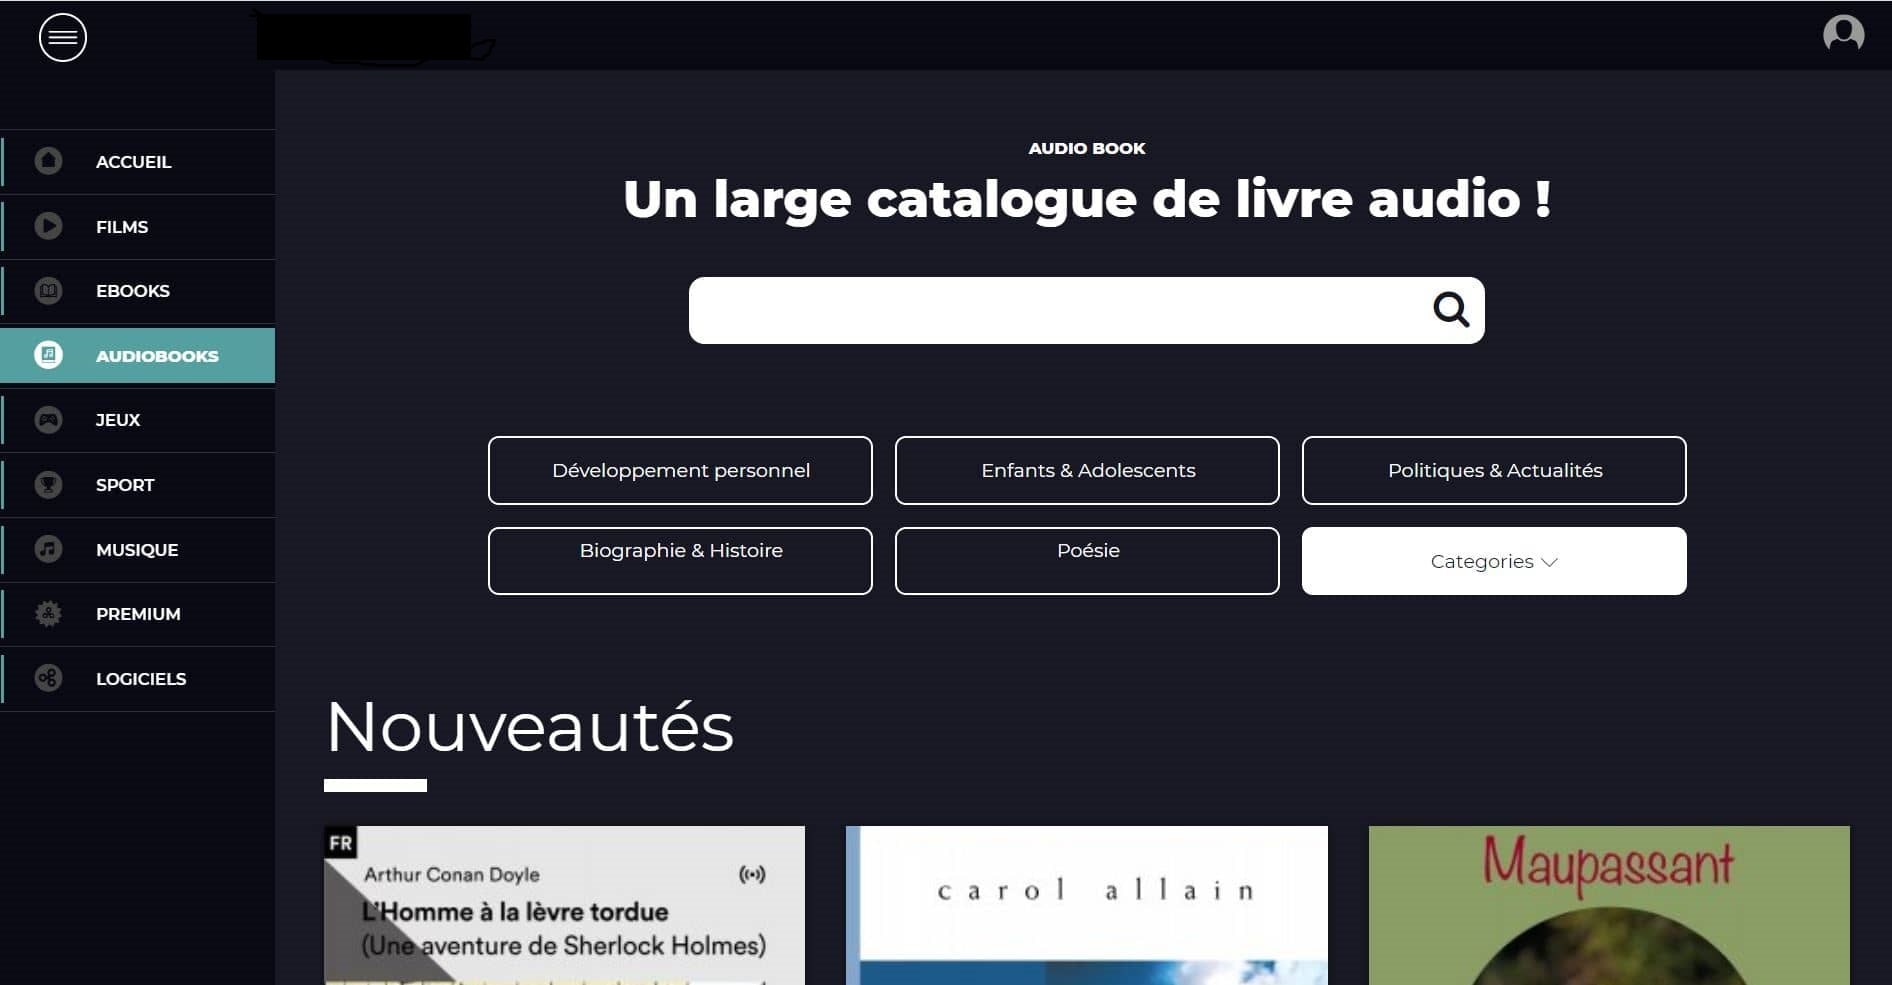 ACCUEIL
FILMS
EBOOKS
AUDIOBOOKS
JEUX
SPORT
MUSIQUE
PREMIUM
LOGICIELS
AUDIO BOOK
Un large catalogue de livre audio !
Développement personnel
Enfants & Adolescents
Politiques & Actualités
Biographie & Histoire
Poésie
Categories
Nouveautés
FR
Arthur Conan Doyle
L'Homme à la lèvre tordue
(Une aventure de Sherlock Holmes)
carol allain
Maupassant